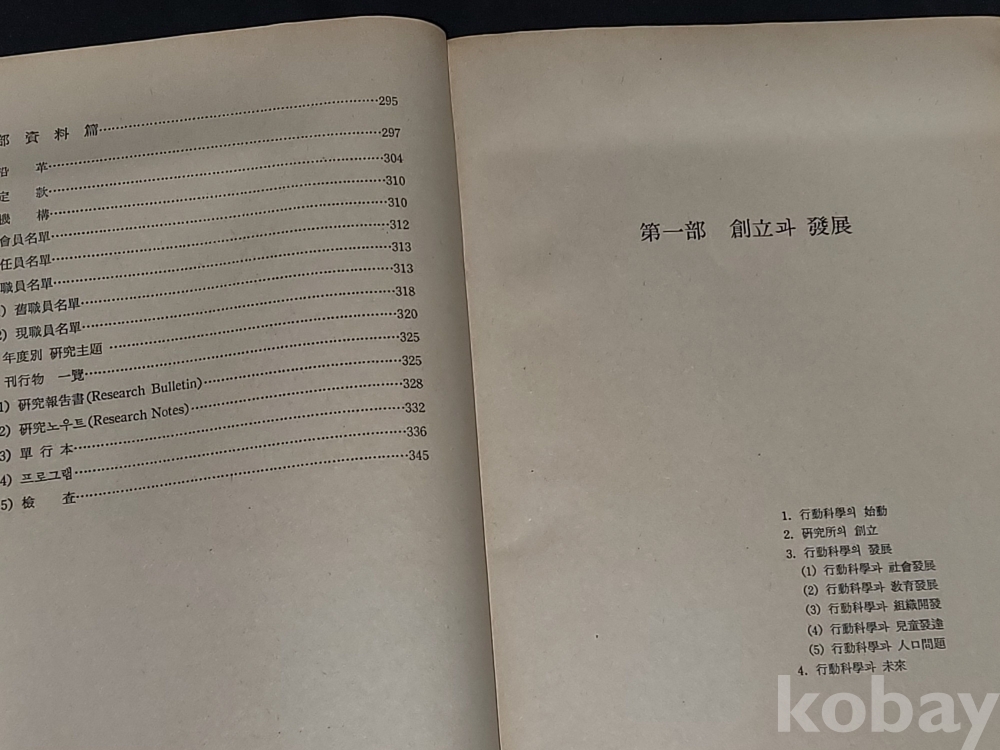 部 資 料 篇 295
沿 革 297
定 款 304
機 構 310
會員名單 310
任員名單 312
職員名單 313
) 舊職員名單 313
2) 現職員名單 318
年度別 硏究主題 320
刊行物 一覽 325
1) 硏究報告書(Research Bulletin) 325
2) 硏究노우트(Research Notes) 328
3) 單 行 本 332
4) 프로그램 336
5) 檢 査 345
第一部 創立과 發展
1. 行動科學의 始動
2. 硏究所의 創立
3. 行動科學의 發展
(1) 行動科學과 社會發展
(2) 行動科學과 敎育發展
(3) 行動科學과 組織開發
(4) 行動科學과 兒童發達
(5) 行動科學과 人口問題
4. 行動科學과 未來
kobay